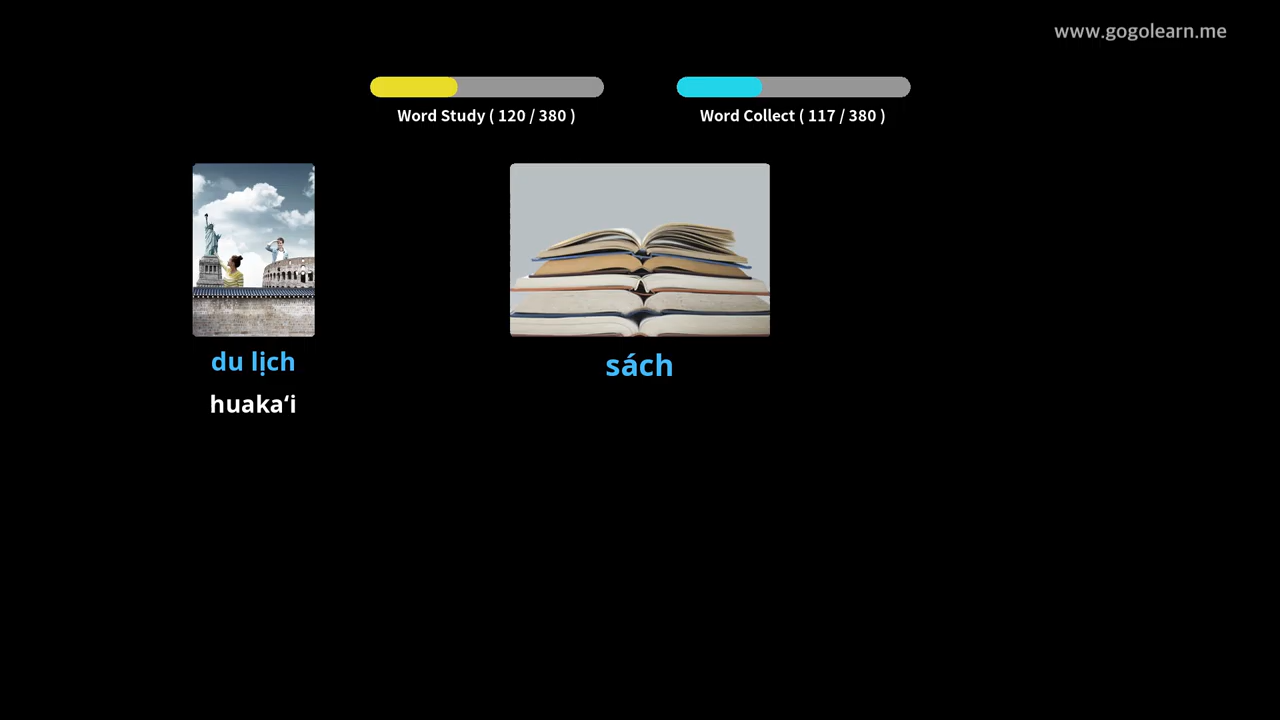 www.gogolearn.me
Word Study ( 120 / 380 )
Word Collect ( 117 / 380 )
du lịch
huakaʻi
sách